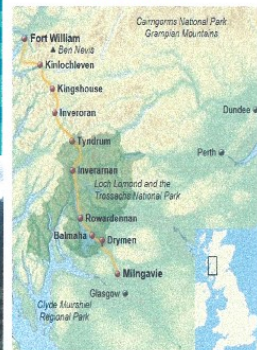 Cairngorms National Park
Grampian Mountains
Fort William
Ben Nevis
Kinlochleven
Kingshouse
Inveroran
Dundee
Tyndrum
Perth
Inverarnan
Loch Lomond and the
Trossachs National Park
Rowardennan
Balmaha
Drymen
Milngavie
Glasgow
Clyde Muirshiel
Regional Park